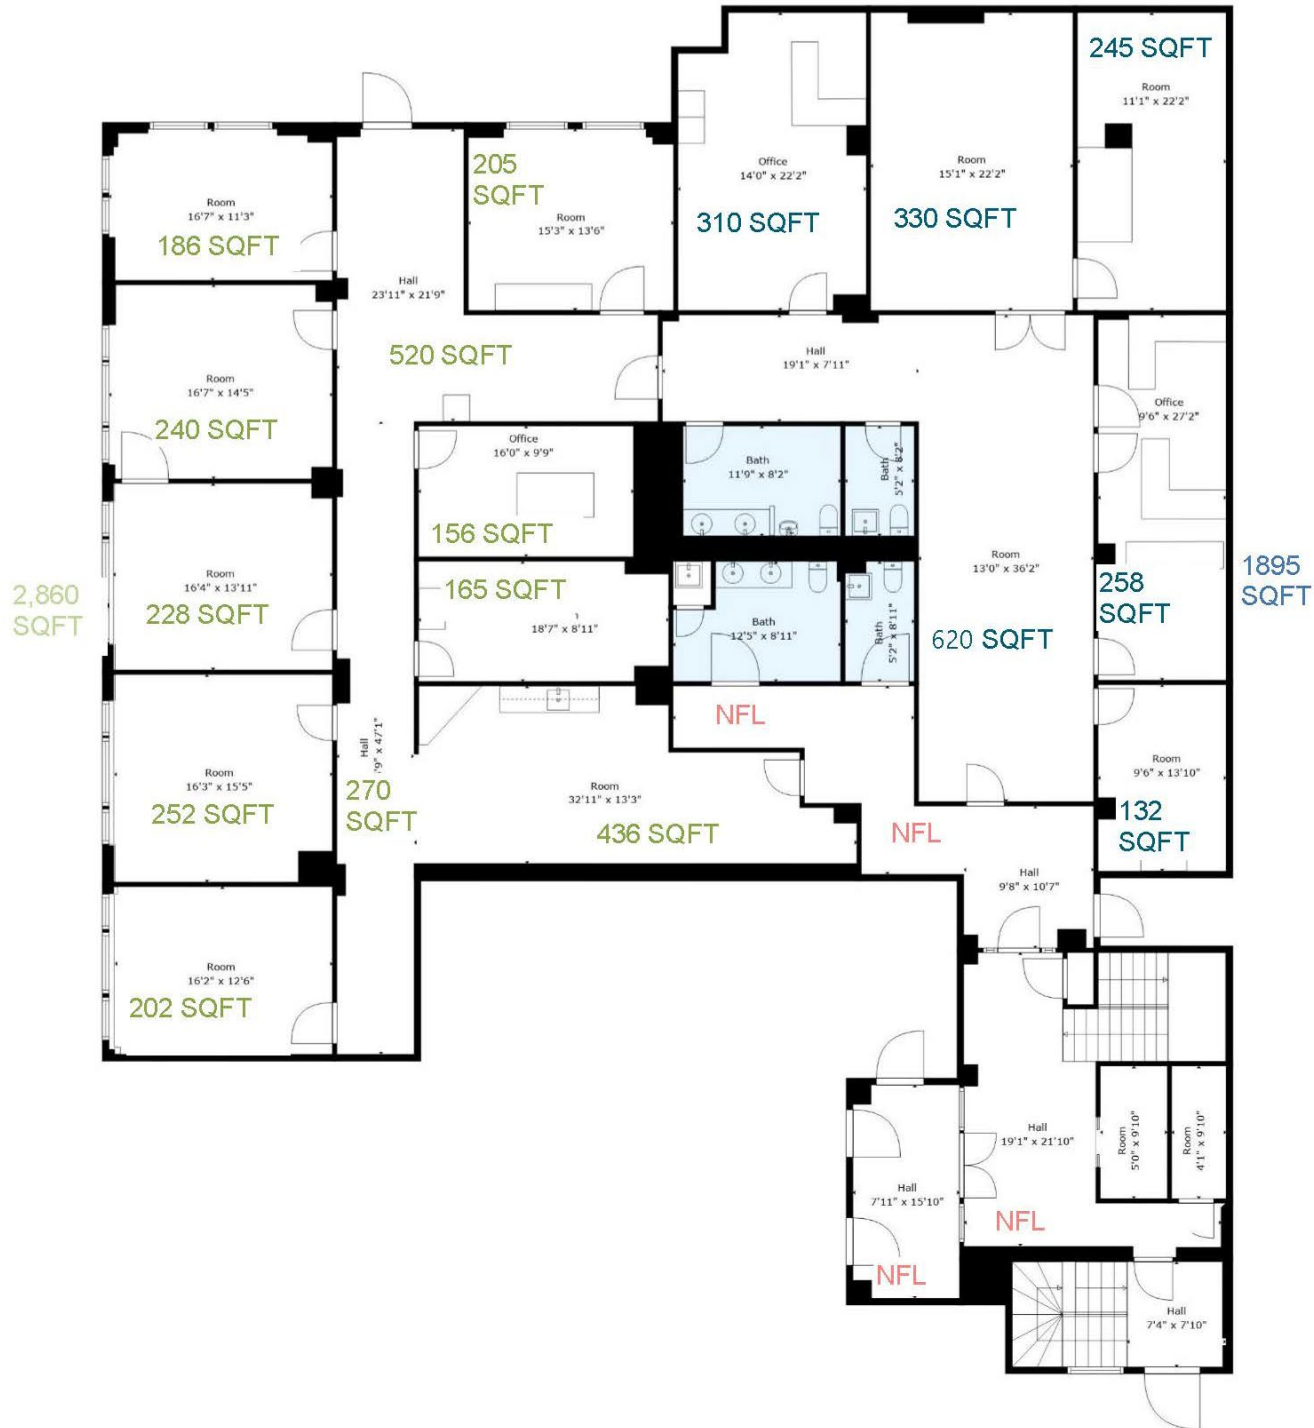 245 SQFT
Room
11'1" x 22'2"
205
SQFT
Office
14'0" x 22'2"
310 SQFT
Room
15'1" x 22'2"
330 SQFT
Room
16'7" x 11'3"
186 SQFT
Room
15'3" x 13'6"
Hall
23'11" x 21'9"
520 SQFT
Hall
19'1" x 7'11"
Room
16'7" x 14'5"
240 SQFT
Office
9'6" x 27'2"
Office
16'0" x 9'9"
156 SQFT
Bath
11'9" x 8'2"
Bath
5'2" x 8'2"
Room
13'0" x 36'2"
620 SQFT
258
SQFT
1895
SQFT
2,860
SQFT
Room
16'4" x 13'11"
228 SQFT
165 SQFT
18'7" x 8'11"
Bath
12'5" x 8'11"
Bath
5'2" x 8'11"
NFL
Hall
'9" x 47'1"
270
SQFT
Room
16'3" x 15'5"
252 SQFT
Room
32'11" x 13'3"
436 SQFT
NFL
Room
9'6" x 13'10"
132
SQFT
Hall
9'8" x 10'7"
Room
16'2" x 12'6"
202 SQFT
Hall
19'1" x 21'10"
Room
5'0" x 9'10"
Room
4'1" x 9'10"
Hall
7'11" x 15'10"
NFL
NFL
Hall
7'4" x 7'10"